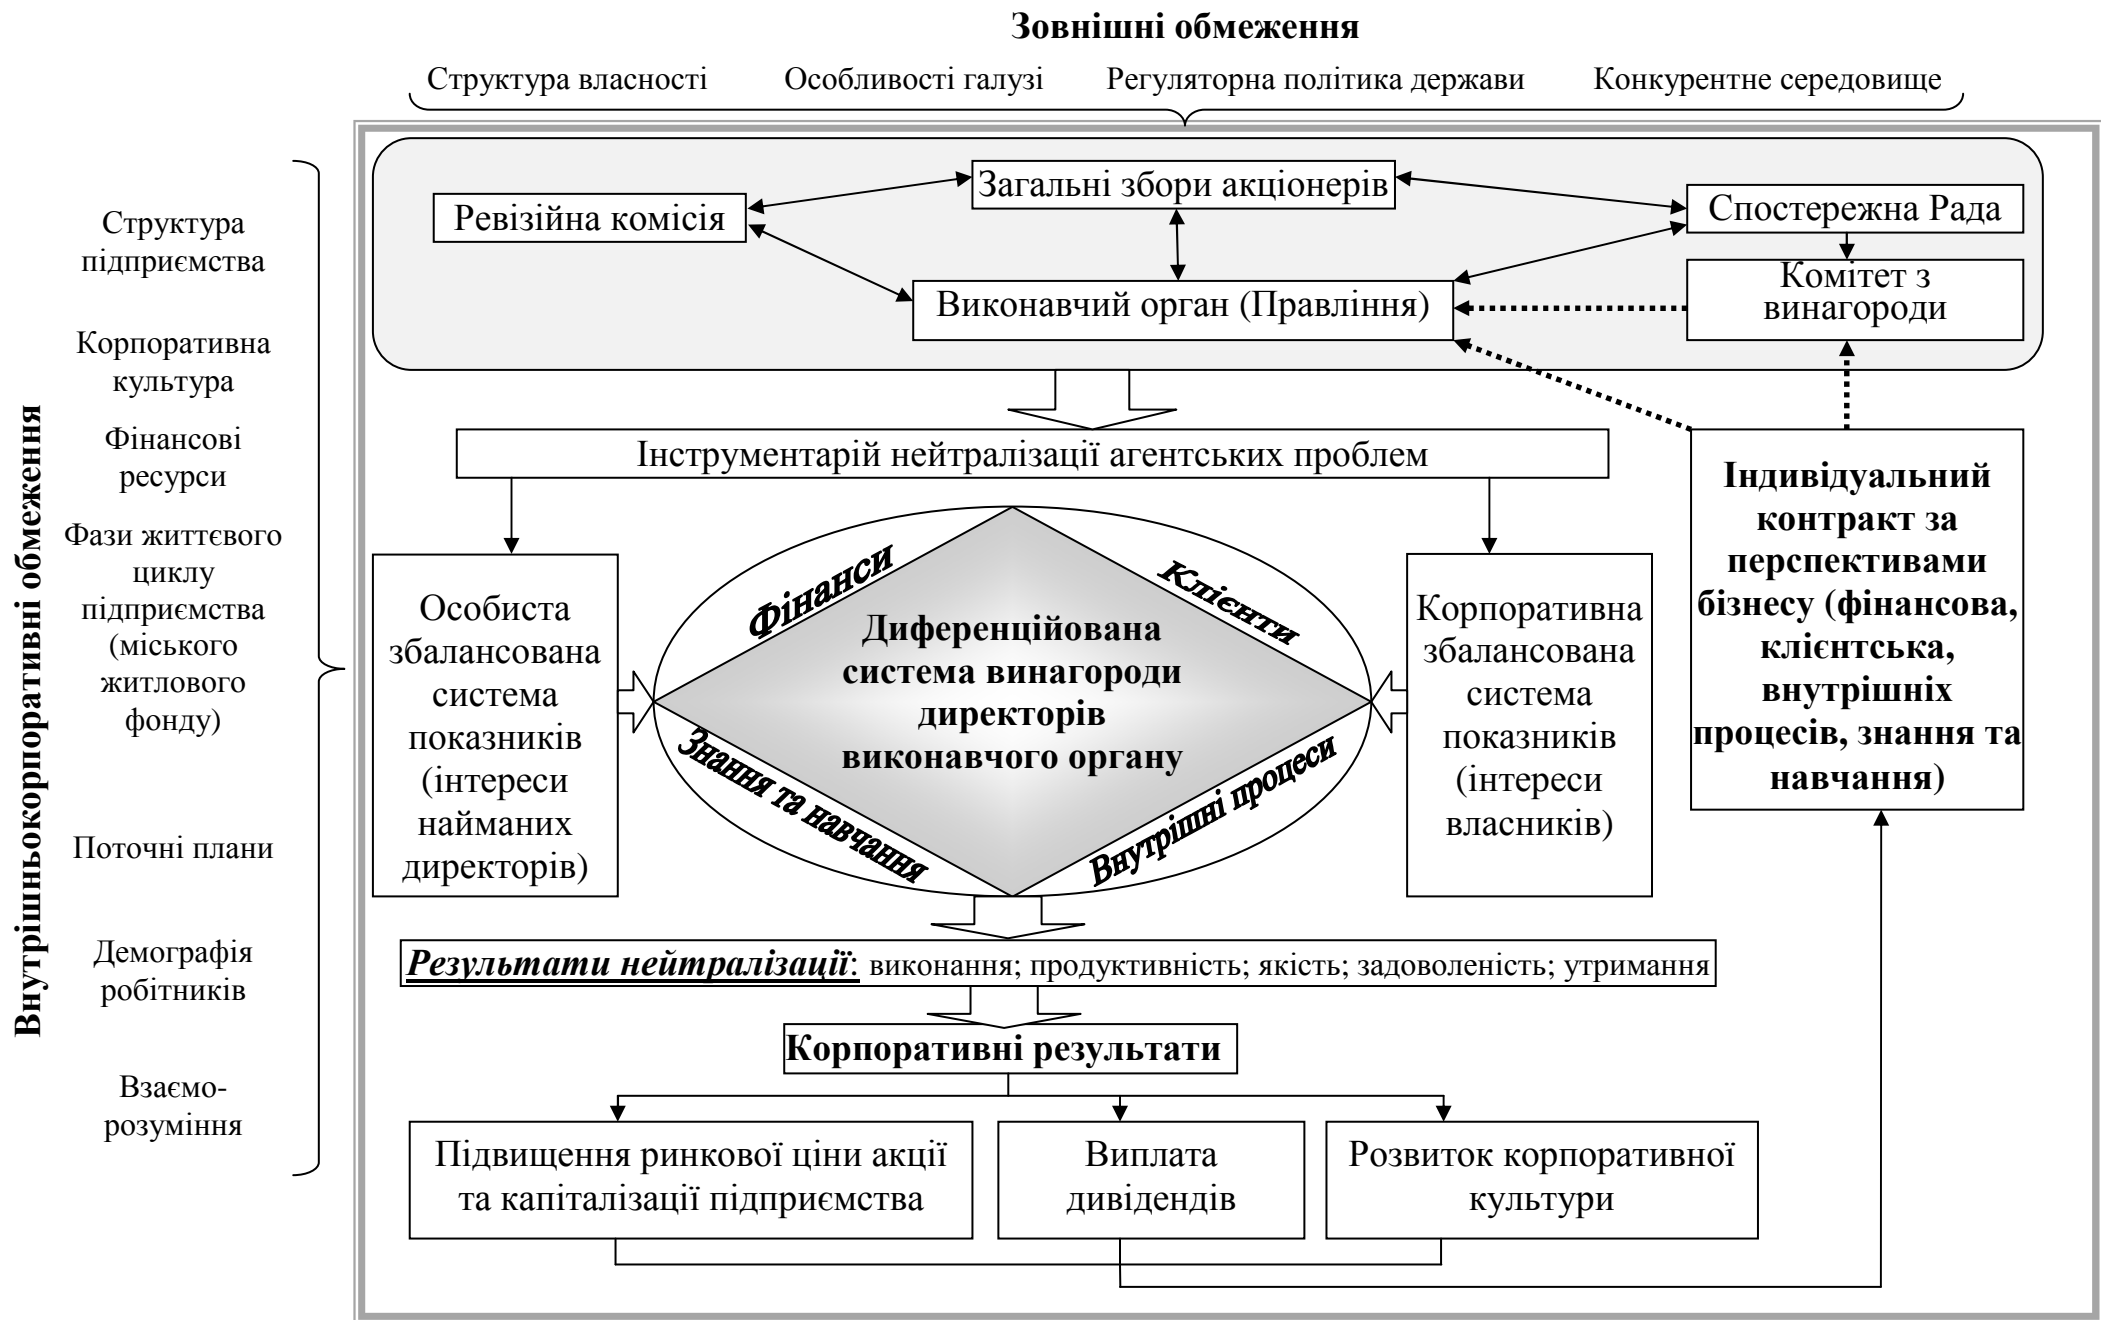 Зовнішні обмеження
Структура власності Особливості галузі Регуляторна політика держави Конкурентне середовище
Внутрішньокорпоративні обмеження
Структура
підприємства
Корпоративна
культура
Фінансові
ресурси
Фази життєвого
циклу
підприємства
(міського
житлового
фонду)
Поточні плани
Демографія
робітників
Взаємо-
розуміння
Загальні збори акціонерів
Ревізійна комісія
Спостережна Рада
Виконавчий орган (Правління)
Комітет з
винагороди
Інструментарій нейтралізації агентських проблем
Особиста
збалансована
система
показників
(інтереси
найманих
директорів)
Фінанси
Клієнти
Диференційована
система винагороди
директорів
виконавчого органу
Знання та навчання
Внутрішні процеси
Корпоративна
збалансована
система
показників
(інтереси
власників)
Індивідуальний
контракт за
перспективами
бізнесу (фінансова,
клієнтська,
внутрішніх
процесів, знання та
навчання)
Результати нейтралізації: виконання; продуктивність; якість; задоволеність; утримання
Корпоративні результати
Підвищення ринкової ціни акції
та капіталізації підприємства
Виплата
дивідендів
Розвиток корпоративної
культури